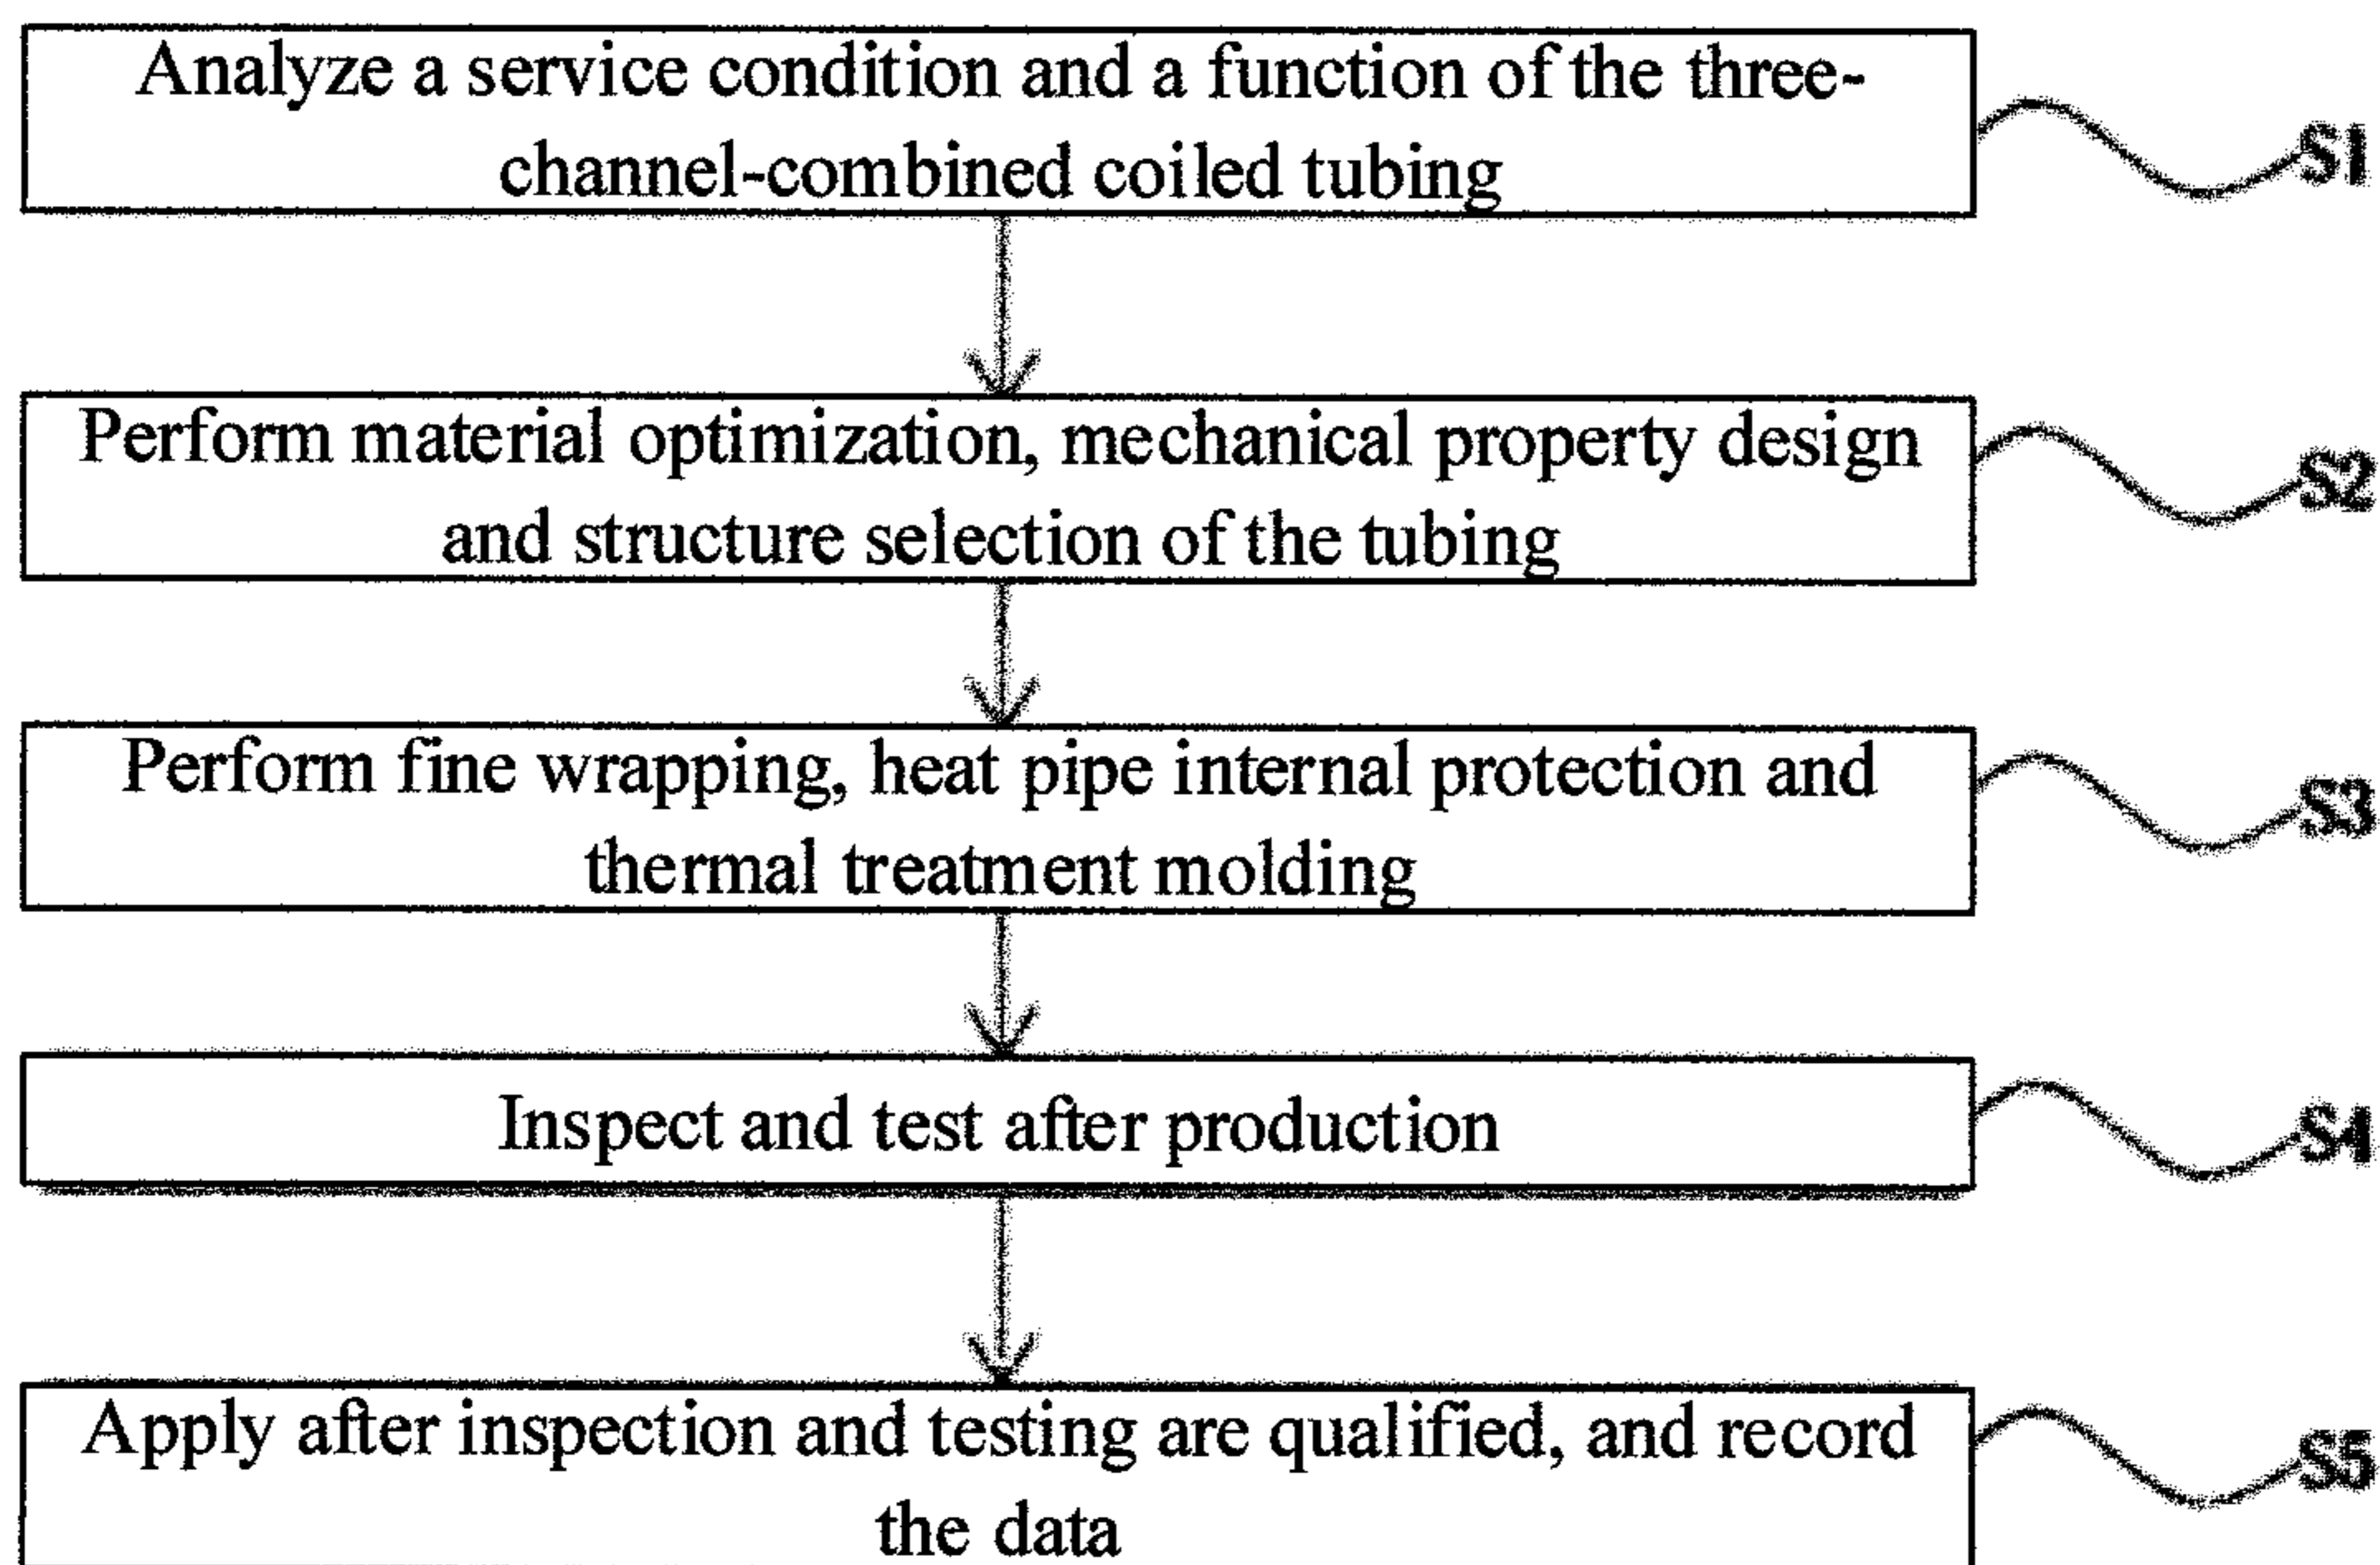 Analyze a service condition and a function of the three-
channel-combined coiled tubing
S1
Perform material optimization, mechanical property design
and structure selection of the tubing
S2
Perform fine wrapping, heat pipe internal protection and
thermal treatment molding
S3
Inspect and test after production
S4
Apply after inspection and testing are qualified, and record
the data
S5